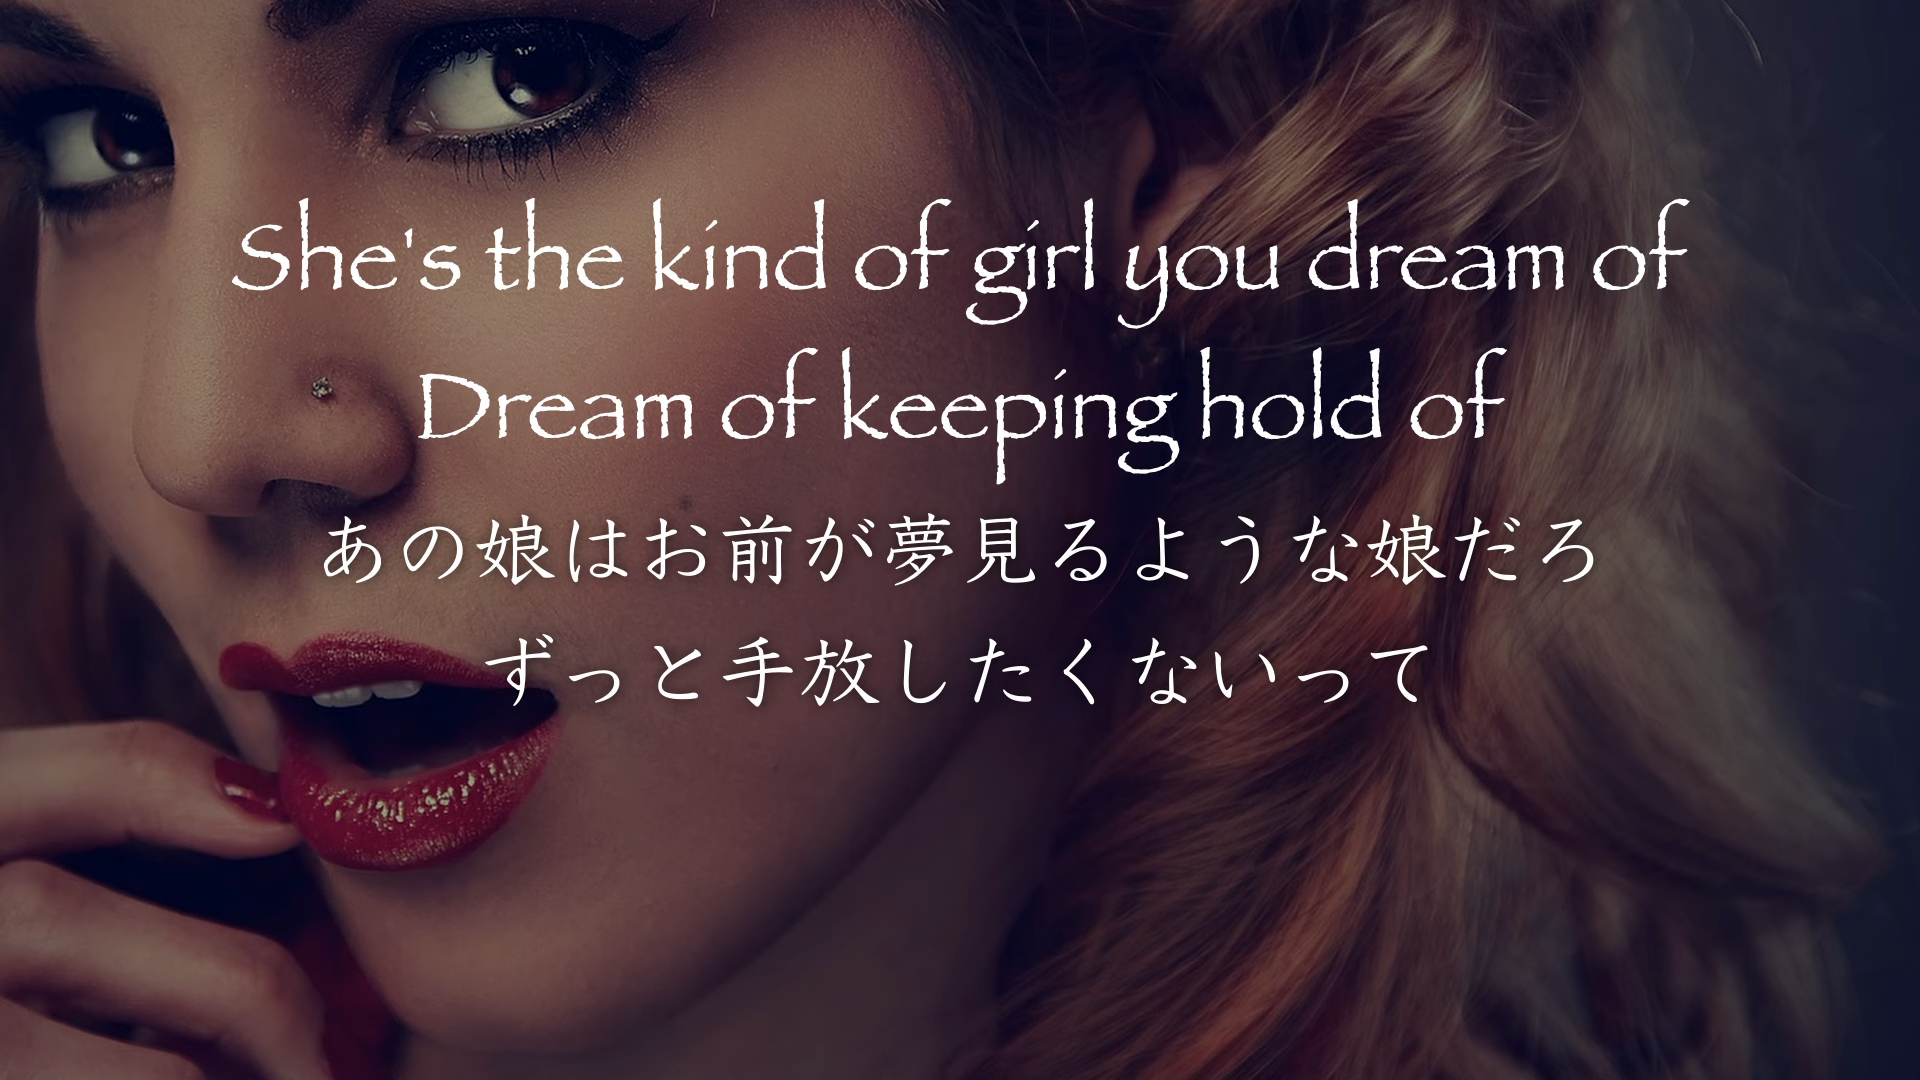 She's the kind of girl you dream of
Dream of keeping hold of
あの娘はお前が夢見るような娘だろ
ずっと手放したくないって